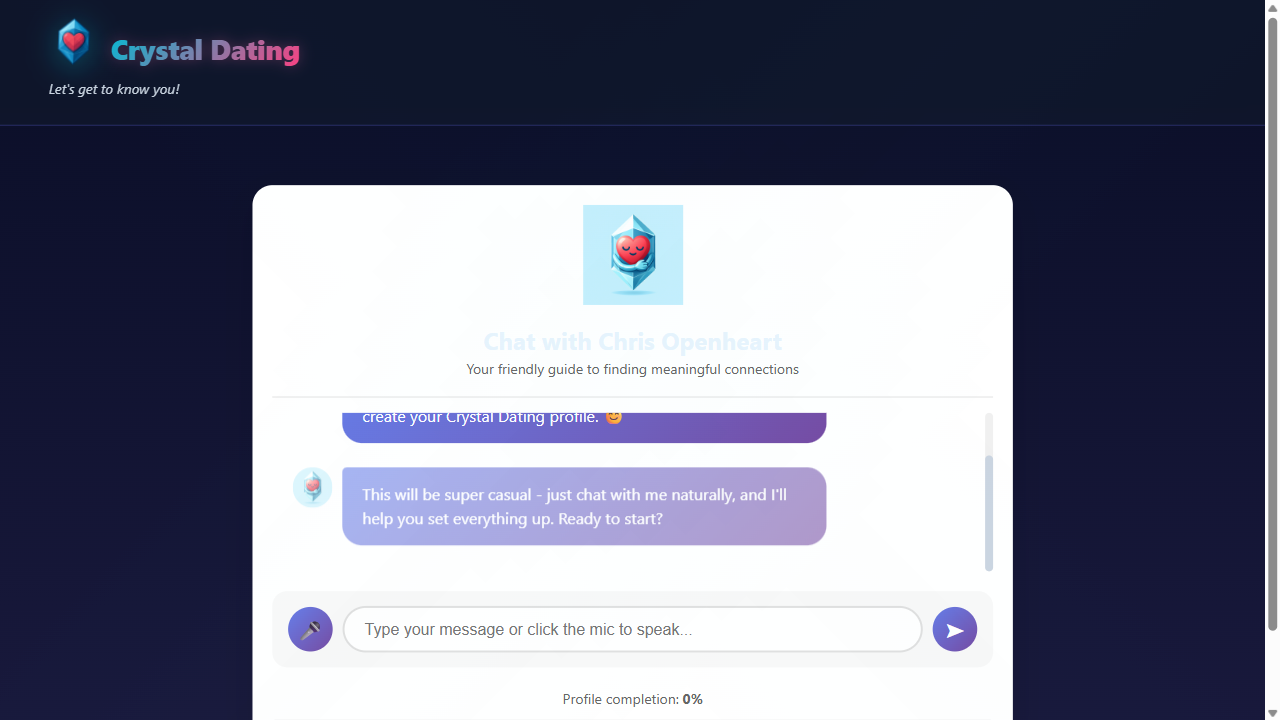 Crystal Dating
Let's get to know you!
Chat with Chris Openheart
Your friendly guide to finding meaningful connections
create your Crystal Dating profile. 😊
This will be super casual - just chat with me naturally, and I'll
help you set everything up. Ready to start?
Type your message or click the mic to speak...
Profile completion: 0%